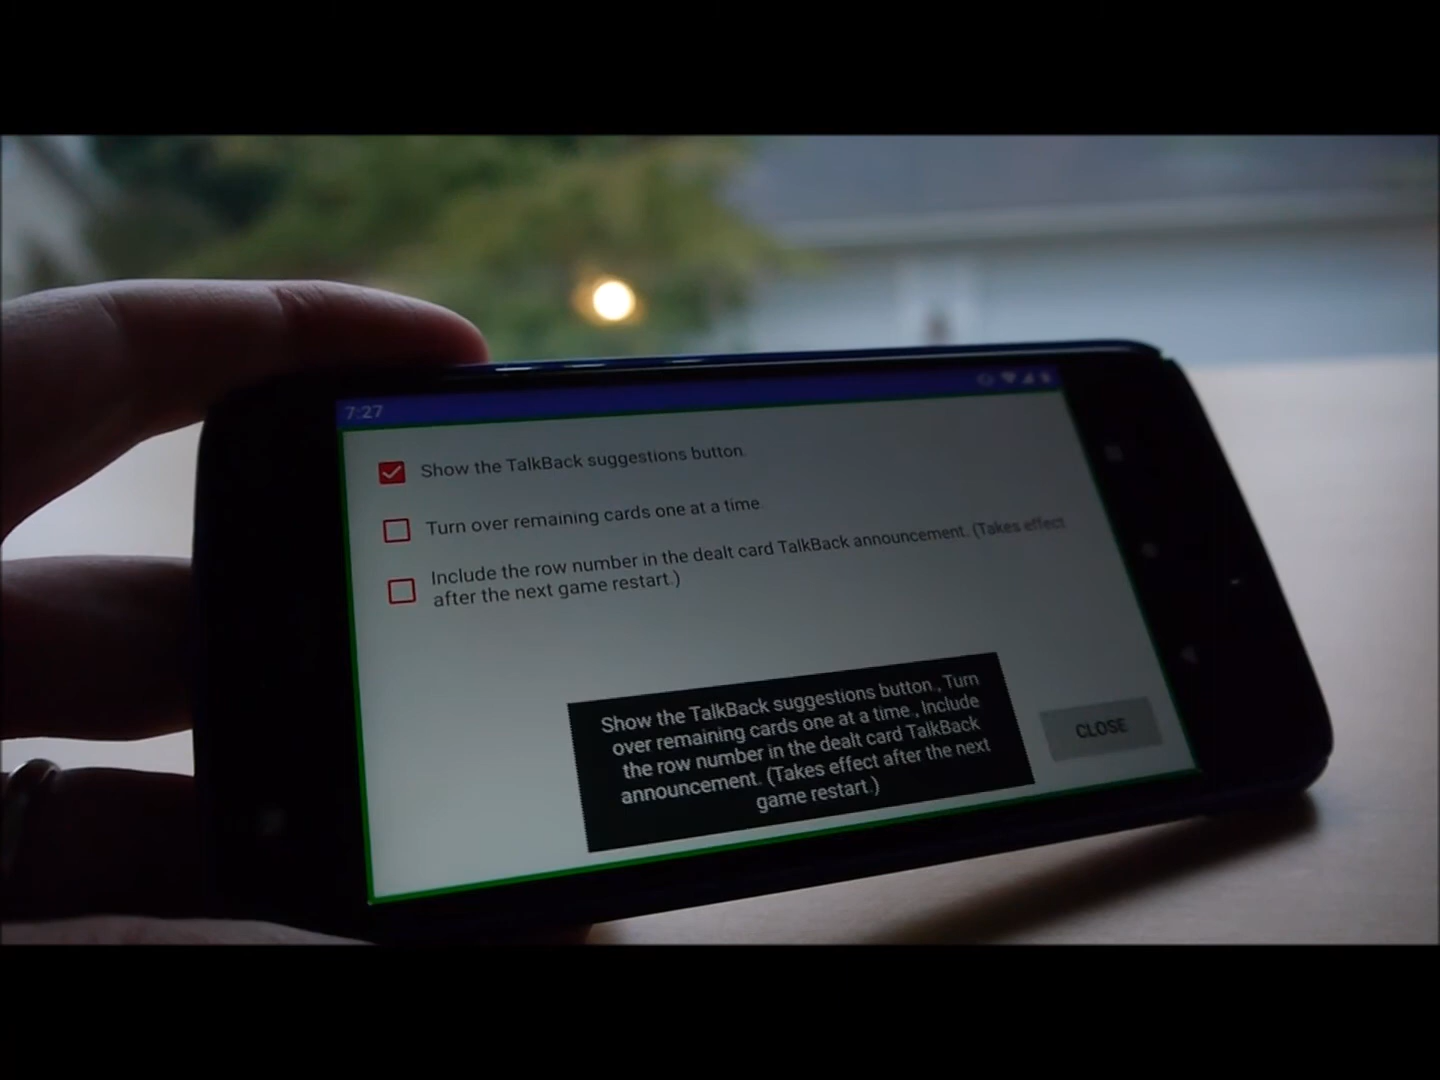 7:27
Show the TalkBack suggestions button.
Turn over remaining cards one at a time
Include the row number in the dealt card TalkBack announcement. (Takes effect
after the next game restart.)
Show the TalkBack suggestions button., Turn
over remaining cards one at a time., Include
the row number in the dealt card TalkBack
announcement. (Takes effect after the next
game restart.)
CLOSE